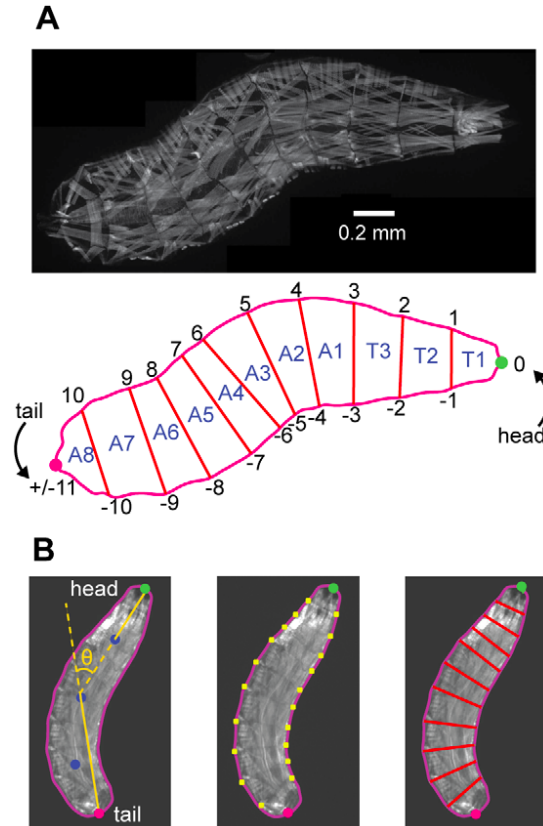 A
0.2 mm
5 4 3 2 1
10 9 8 7 6
A8 A7 A6 A5 A4 A3 A2 A1 T3 T2 T1
0
tail
head
+/-11 -10 -9 -8 -7 -6 -5 -4 -3 -2 -1
B
head
θ
tail